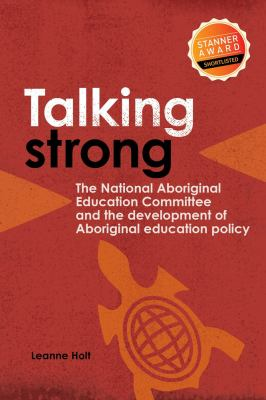 STANNER
AWARD
SHORTLISTED
Talking
strong
The National Aboriginal
Education Committee
and the development of
Aboriginal education policy
Leanne Holt